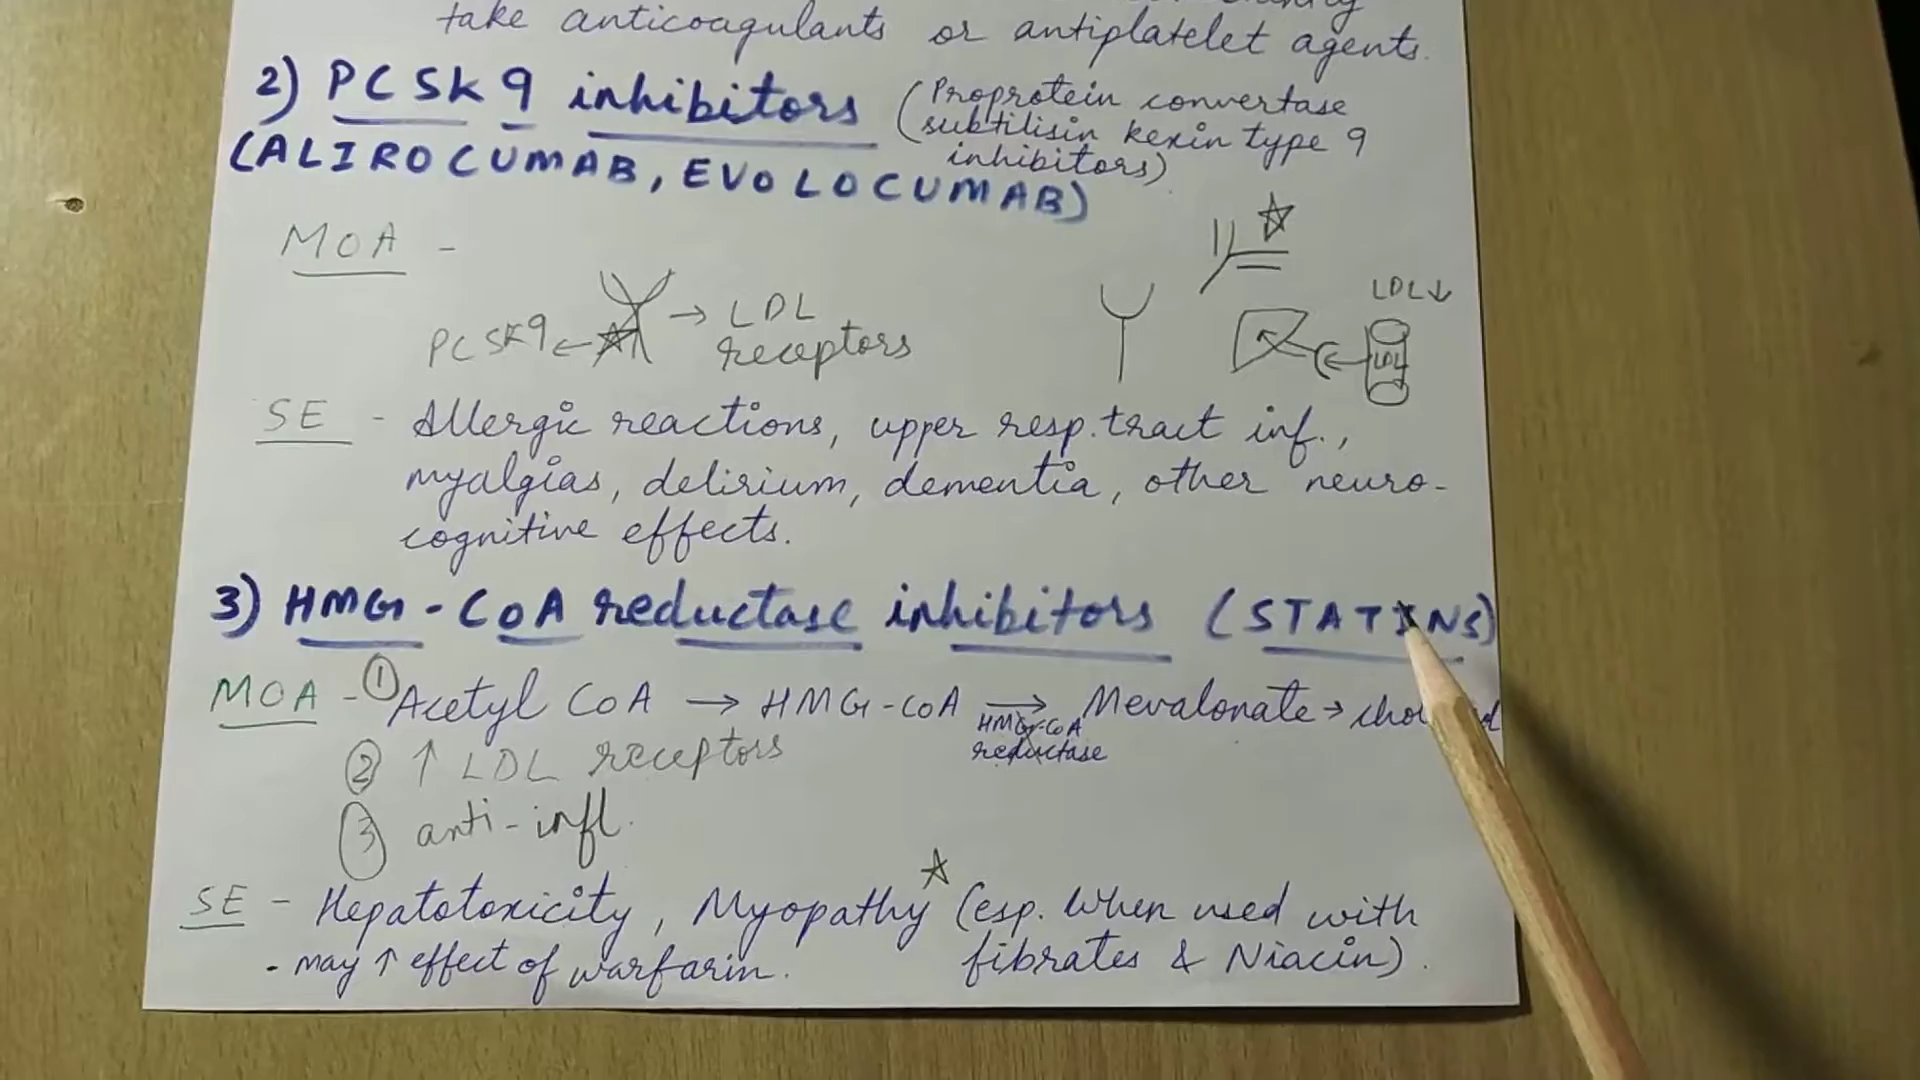 take anticoagulants or antiplatelet agents.
2) PCSK9 inhibitors (Proprotein convertase
subtilisin kexin type 9
inhibitors)
(ALIROCUMAB, EVOLOCUMAB)
MOA -
LDL↓
PCSK9 ← → LDL
receptors
LDL
SE - Allergic reactions, upper resp. tract inf.,
myalgias, delirium, dementia, other neuro-
cognitive effects.
3) HMG-CoA reductase inhibitors (STATINS)
MOA - ① Acetyl CoA → HMG-CoA → Mevalonate →
HMG-CoA
reductase
② ↑ LDL receptors
③ anti-infl.
SE - Hepatotoxicity, Myopathy ☆ (esp. when used with
fibrates & Niacin).
- may ↑ effect of warfarin.